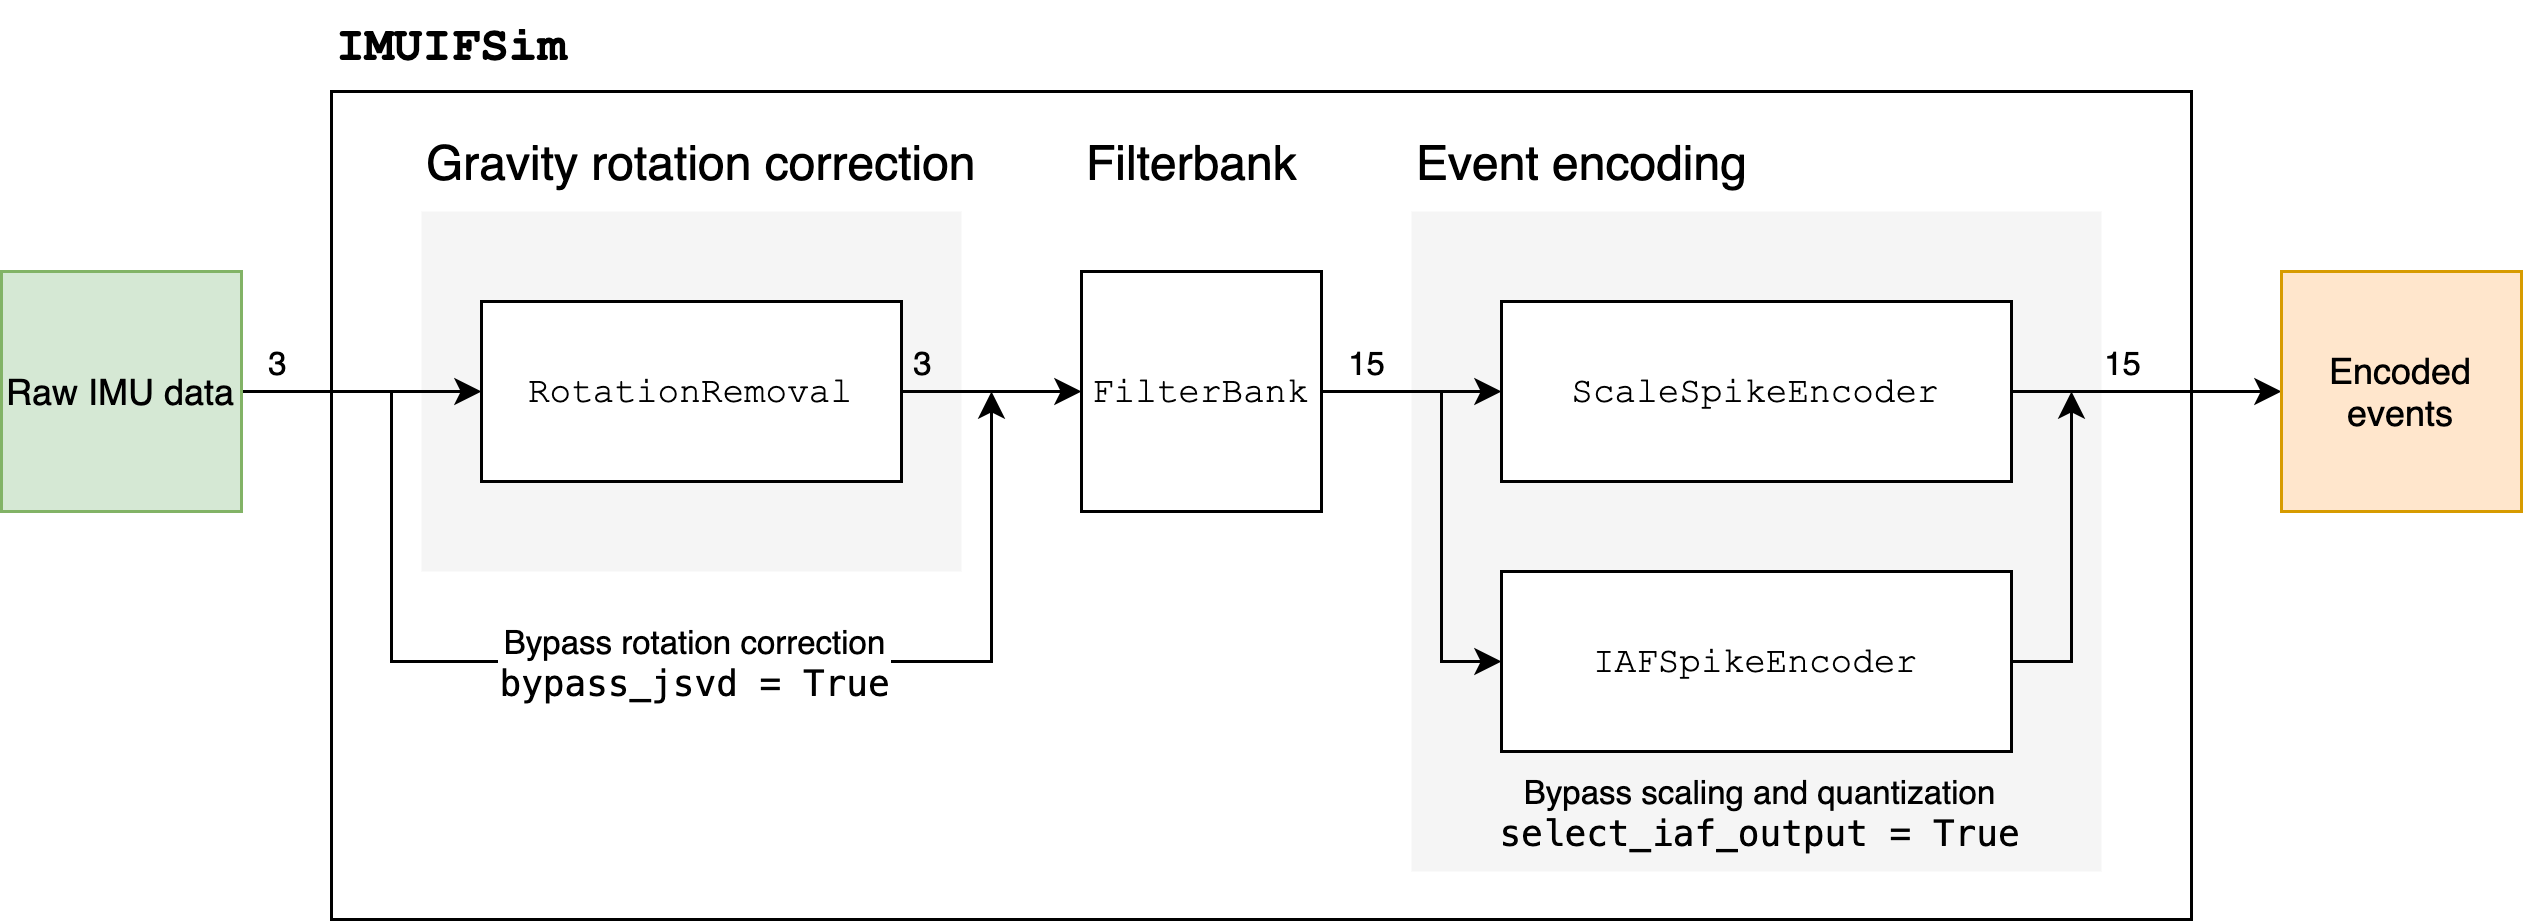 IMUIFSim
Gravity rotation correction
Filterbank
Event encoding
Raw IMU data
3
RotationRemoval
3
FilterBank
15
ScaleSpikeEncoder
15
Encoded
events
Bypass rotation correction
bypass_jsvd = True
IAFSpikeEncoder
Bypass scaling and quantization
select_iaf_output = True